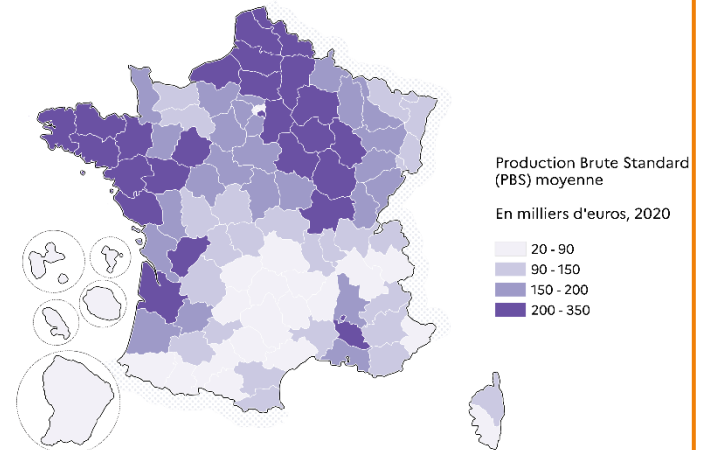 Production Brute Standard
(PBS) moyenne
En milliers d'euros, 2020
20 - 90
90 - 150
150 - 200
200 - 350